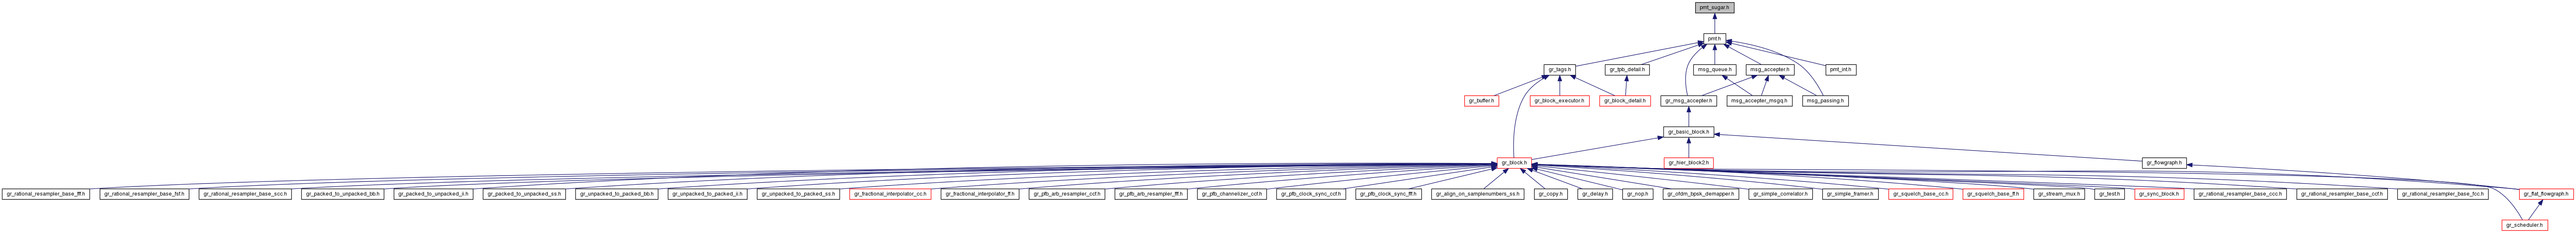 pmt_sugar.h
pmt.h
gr_tags.h
gr_tpb_detail.h
msg_queue.h
msg_accepter.h
pmt_int.h
gr_buffer.h
gr_block_executor.h
gr_block_detail.h
gr_msg_accepter.h
msg_accepter_msgq.h
msg_passing.h
gr_basic_block.h
gr_block.h
gr_hier_block2.h
gr_flowgraph.h
gr_rational_resampler_base_fff.h
gr_rational_resampler_base_fsf.h
gr_rational_resampler_base_scc.h
gr_packed_to_unpacked_bb.h
gr_packed_to_unpacked_ii.h
gr_packed_to_unpacked_ss.h
gr_unpacked_to_packed_bb.h
gr_unpacked_to_packed_ii.h
gr_unpacked_to_packed_ss.h
gr_fractional_interpolator_cc.h
gr_fractional_interpolator_ff.h
gr_pfb_arb_resampler_ccf.h
gr_pfb_arb_resampler_fff.h
gr_pfb_channelizer_ccf.h
gr_pfb_clock_sync_ccf.h
gr_pfb_clock_sync_fff.h
gr_align_on_samplenumbers_ss.h
gr_copy.h
gr_delay.h
gr_nop.h
gr_ofdm_bpsk_demapper.h
gr_simple_correlator.h
gr_simple_framer.h
gr_squelch_base_cc.h
gr_squelch_base_ff.h
gr_stream_mux.h
gr_test.h
gr_sync_block.h
gr_rational_resampler_base_ccc.h
gr_rational_resampler_base_ccf.h
gr_rational_resampler_base_fcc.h
gr_flat_flowgraph.h
gr_scheduler.h